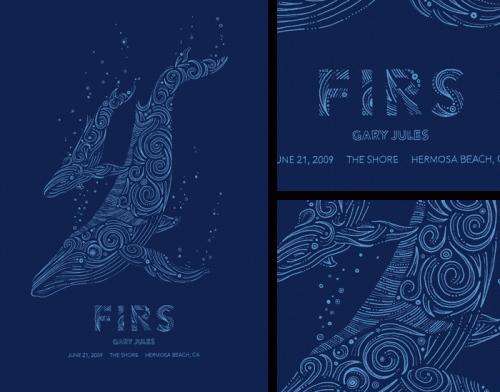 FIRS
GARY JULES
JUNE 21, 2009 THE SHORE HERMOSA BEACH, CA
FIRS
GARY JULES
UNE 21, 2009 THE SHORE HERMOSA BEACH, C